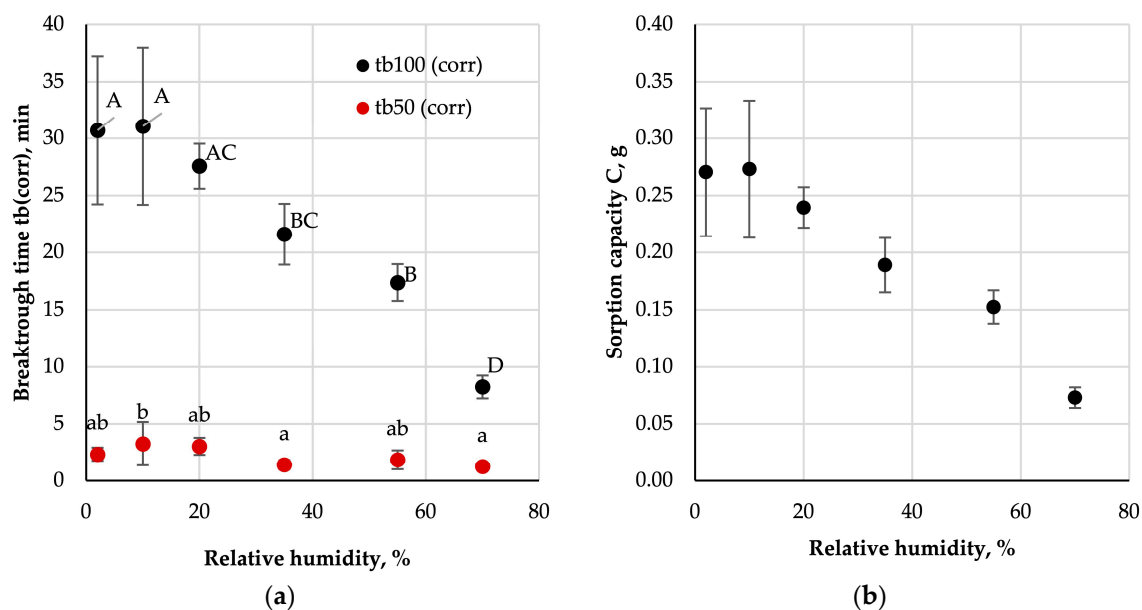 40
35
30
25
20
15
10
5
0
Breaktrough time tb(corr), min
tb100 (corr)
tb50 (corr)
A
A
AC
BC
B
D
ab
b
ab
a
ab
a
0
20
40
60
80
Relative humidity, %
(a)
0.40
0.35
0.30
0.25
0.20
0.15
0.10
0.05
0.00
Sorption capacity C, g
0
20
40
60
80
Relative humidity, %
(b)